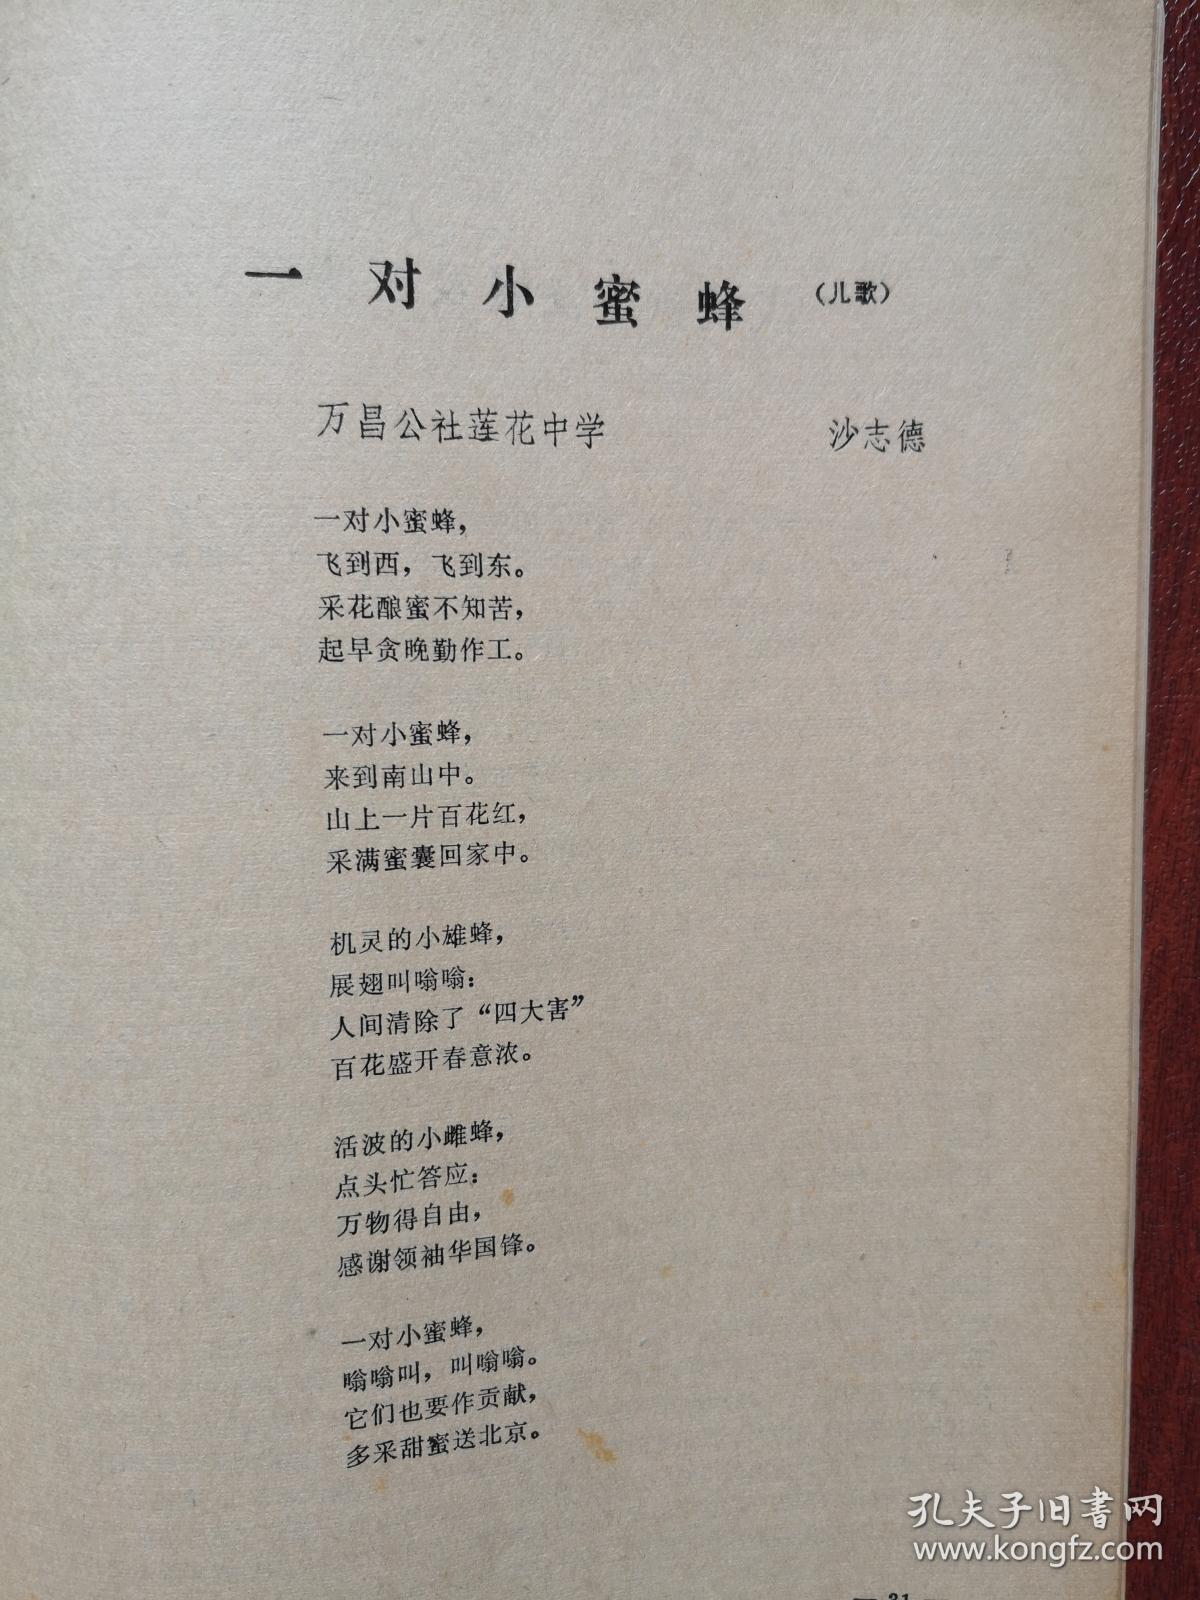 一对小蜜蜂（儿歌）
万昌公社莲花中学 沙志德
一对小蜜蜂，
飞到西，飞到东。
采花酿蜜不知苦，
起早贪晚勤作工。
一对小蜜蜂，
来到南山中。
山上一片百花红，
采满蜜囊回家中。
机灵的小雄蜂，
展翅叫嗡嗡：
人间清除了“四大害”
百花盛开春意浓。
活波的小雌蜂，
点头忙答应：
万物得自由，
感谢领袖华国锋。
一对小蜜蜂，
嗡嗡叫，叫嗡嗡。
它们也要作贡献，
多采甜蜜送北京。
孔夫子旧书网
www.kongfz.com